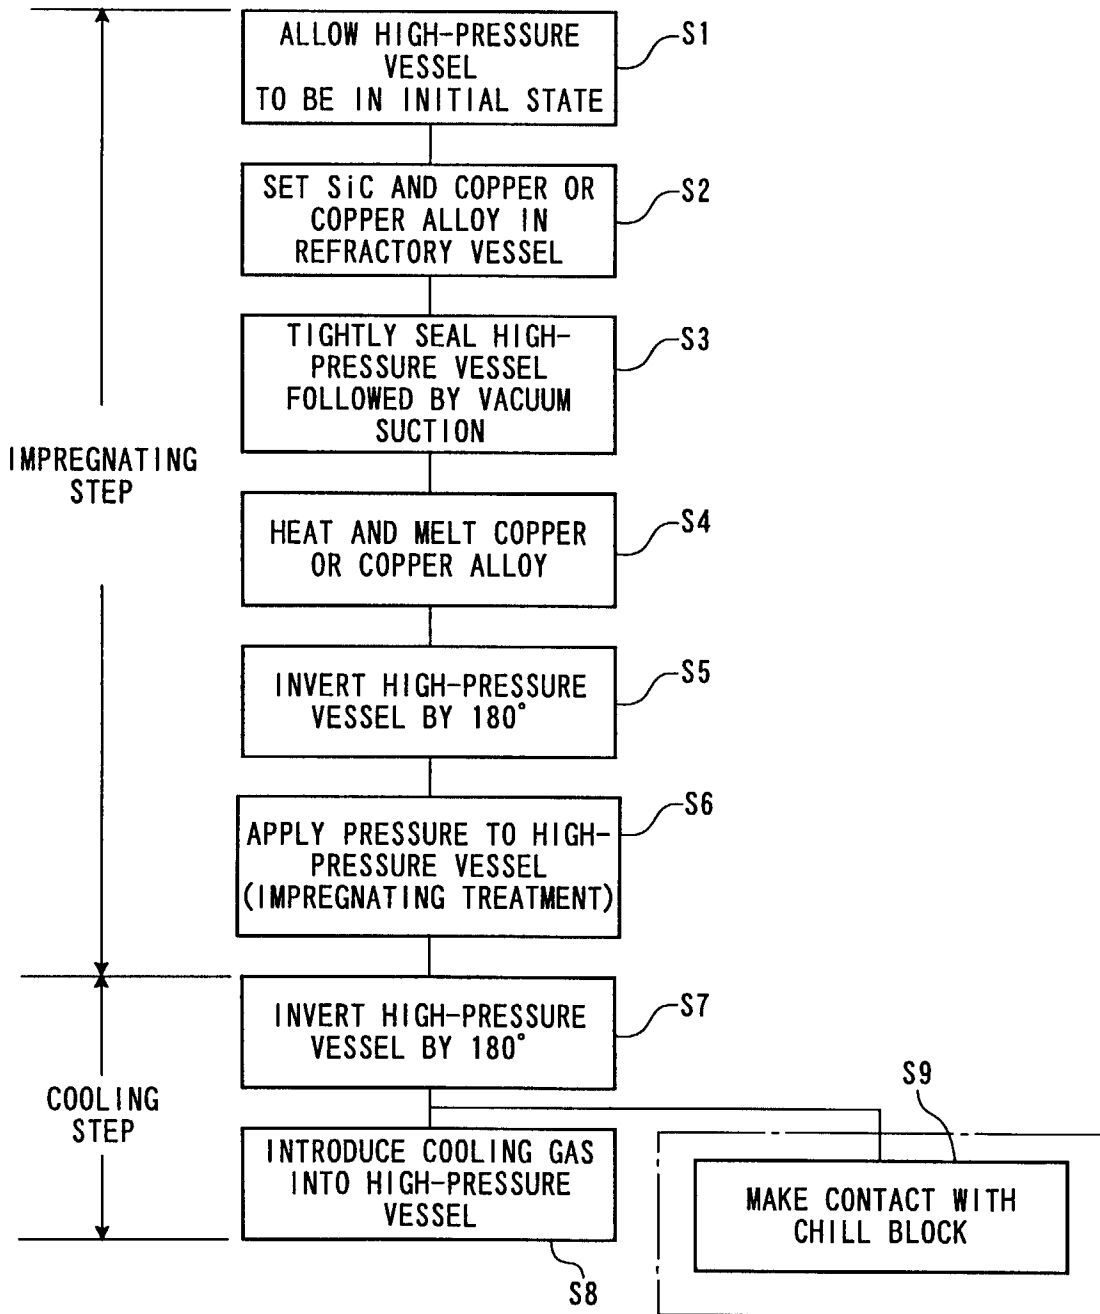 ALLOW HIGH-PRESSURE
VESSEL
TO BE IN INITIAL STATE
S1
SET SiC AND COPPER OR
COPPER ALLOY IN
REFRACTORY VESSEL
S2
TIGHTLY SEAL HIGH-
PRESSURE VESSEL
FOLLOWED BY VACUUM
SUCTION
S3
IMPREGNATING
STEP
HEAT AND MELT COPPER
OR COPPER ALLOY
S4
INVERT HIGH-PRESSURE
VESSEL BY 180°
S5
APPLY PRESSURE TO HIGH-
PRESSURE VESSEL
(IMPREGNATING TREATMENT)
S6
INVERT HIGH-PRESSURE
VESSEL BY 180°
S7
COOLING
STEP
INTRODUCE COOLING GAS
INTO HIGH-PRESSURE
VESSEL
S8
S9
MAKE CONTACT WITH
CHILL BLOCK